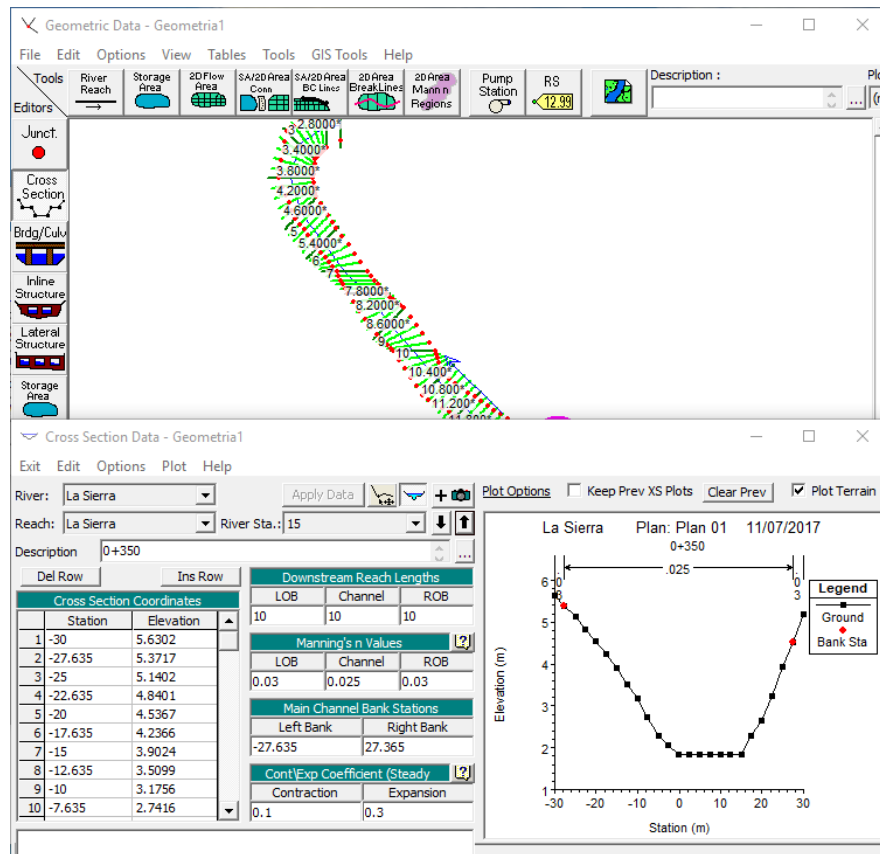 Geometric Data - Geometria1
File Edit Options View Tables Tools GIS Tools Help
Tools
Editors
River
Reach
Storage
Area
2D Flow
Area
SA/2D Area
Conn
SA/2D Area
BC Lines
2D Area
BreakLines
2D Area
Mann n
Regions
Pump
Station
RS
12.99
Description :
...
Plo
(n
Junct.
Cross
Section
Brdg/Culv
Inline
Structure
Lateral
Structure
Storage
Area
2.8000*
3
3.4000*
3.8000*
4.2000*
4.6000*
5
5.4000*
6
7
7.8000*
8.2000*
8.6000*
9
10
10.400*
10.800*
11.200*
Cross Section Data - Geometria1
Exit Edit Options Plot Help
River: La Sierra
Apply Data
Reach: La Sierra River Sta.: 15
Description 0+350 ...
Del Row Ins Row
Cross Section Coordinates
Station Elevation
1 -30 5.6302
2 -27.635 5.3717
3 -25 5.1402
4 -22.635 4.8401
5 -20 4.5367
6 -17.635 4.2366
7 -15 3.9024
8 -12.635 3.5099
9 -10 3.1756
10 -7.635 2.7416
Downstream Reach Lengths
LOB Channel ROB
10 10 10
Manning's n Values
LOB Channel ROB
0.03 0.025 0.03
Main Channel Bank Stations
Left Bank Right Bank
-27.635 27.365
Cont\Exp Coefficient (Steady
Contraction Expansion
0.1 0.3
Plot Options Keep Prev XS Plots Clear Prev Plot Terrain
La Sierra Plan: Plan 01 11/07/2017
0+350
.03
.025
.03
Legend
Ground
Bank Sta
Elevation (m)
6
5
4
3
2
1
-30 -20 -10 0 10 20 30
Station (m)